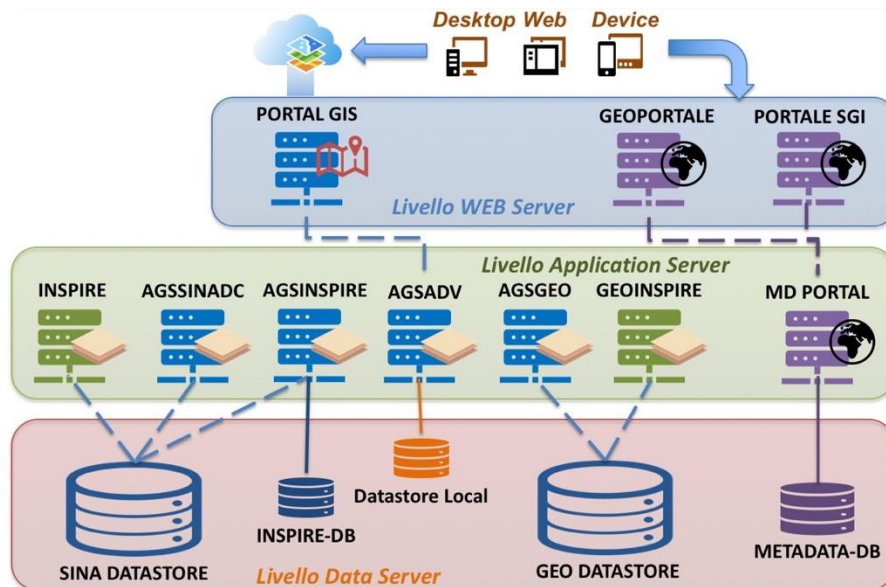 Desktop Web Device
PORTAL GIS GEOPORTALE PORTALE SGI
Livello WEB Server
Livello Application Server
INSPIRE AGSSINADC AGSINSPIRE AGSADV AGSGEO GEOINSPIRE MD PORTAL
Datastore Local
INSPIRE-DB
SINA DATASTORE GEO DATASTORE METADATA-DB
Livello Data Server